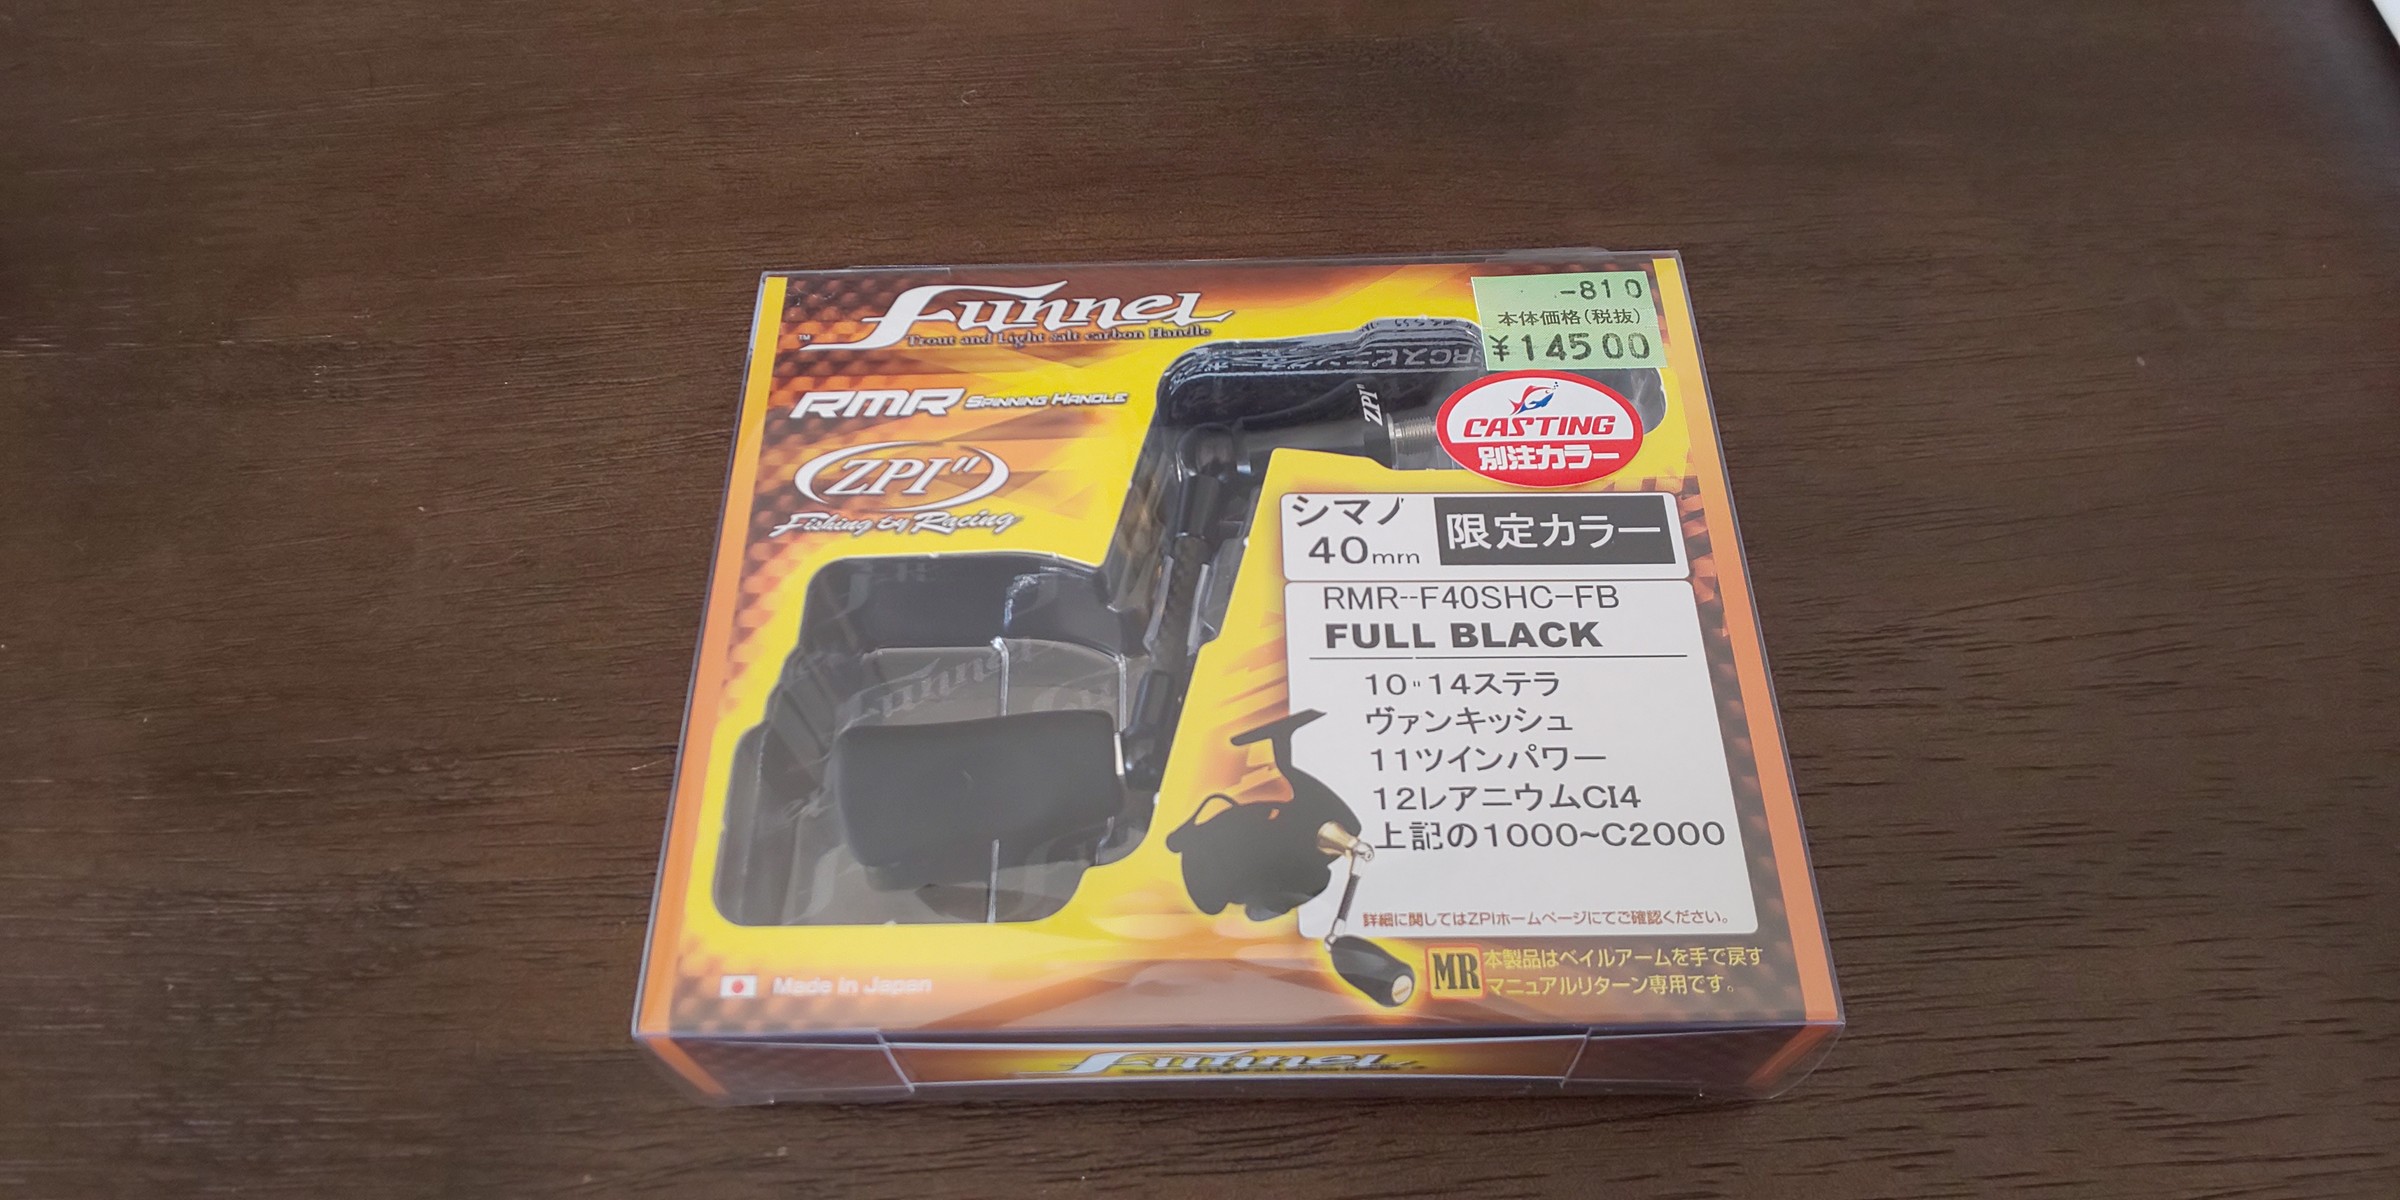 Funnel
™
Trout and Light salt carbon Handle
RMR SPINNING HANDLE
ZPI"
Fishing by Racing
-810
本体価格(税抜)
¥14500
ZPI"
CASTING
別注カラー
シマノ
40mm
限定カラー
RMR--F40SHC-FB
FULL BLACK
10"14ステラ
ヴァンキッシュ
11ツインパワー
12レアニウムCI4
上記の1000~C2000
詳細に関してはZPIホームページにてご確認ください。
MR 本製品はベイルアームを手で戻す
マニュアルリターン専用です。
Made in Japan
Funnel